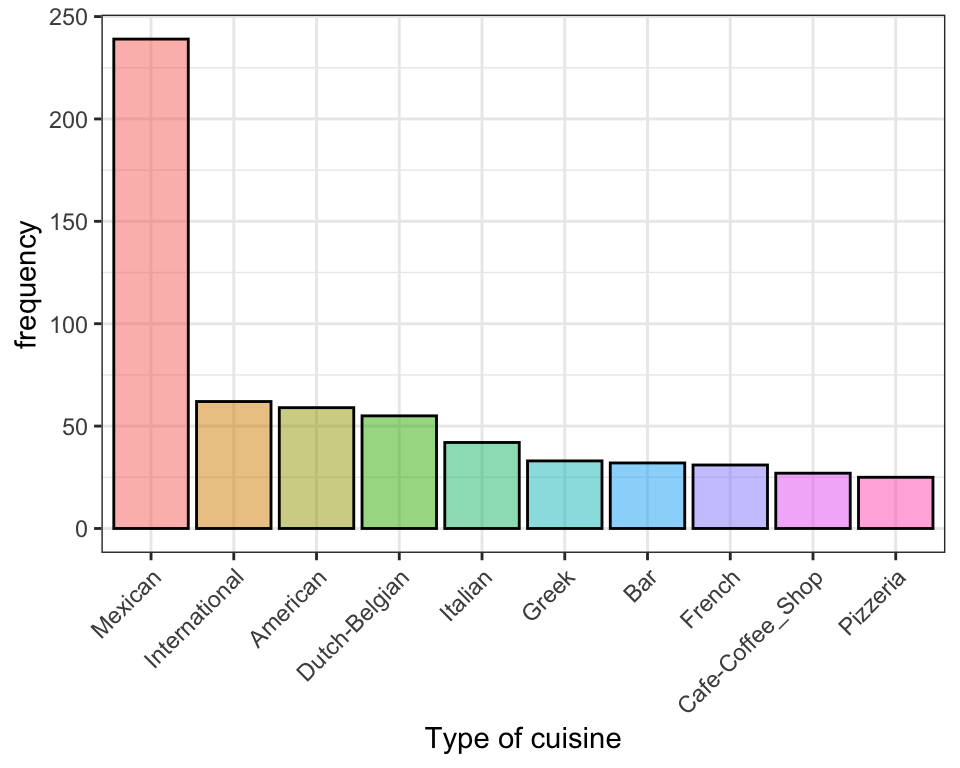 250
200
150
100
50
0
frequency
Mexican
International
American
Dutch-Belgian
Italian
Greek
Bar
French
Cafe-Coffee_Shop
Pizzeria
Type of cuisine